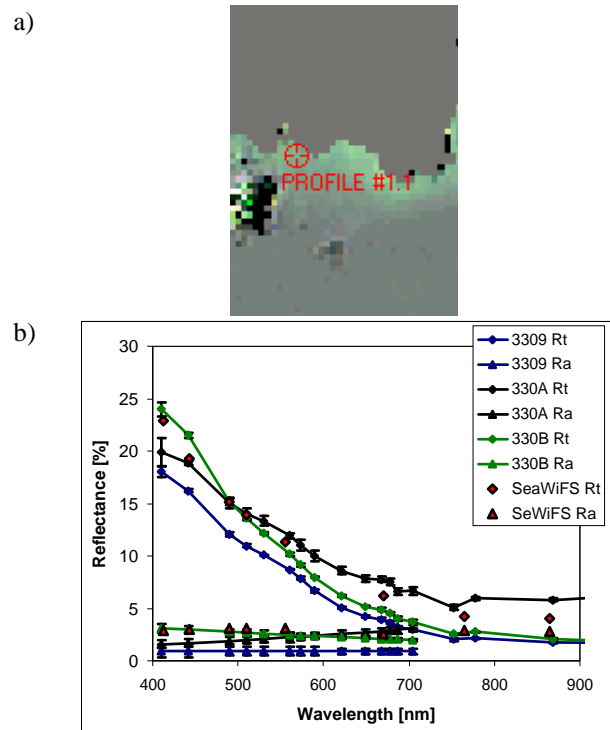 a)
PROFILE #1.1
b)
3309 Rt
3309 Ra
330A Rt
330A Ra
330B Rt
330B Ra
SeaWiFS Rt
SeWiFS Ra
30
25
20
15
10
5
0
Reflectance [%]
400 500 600 700 800 900
Wavelength [nm]